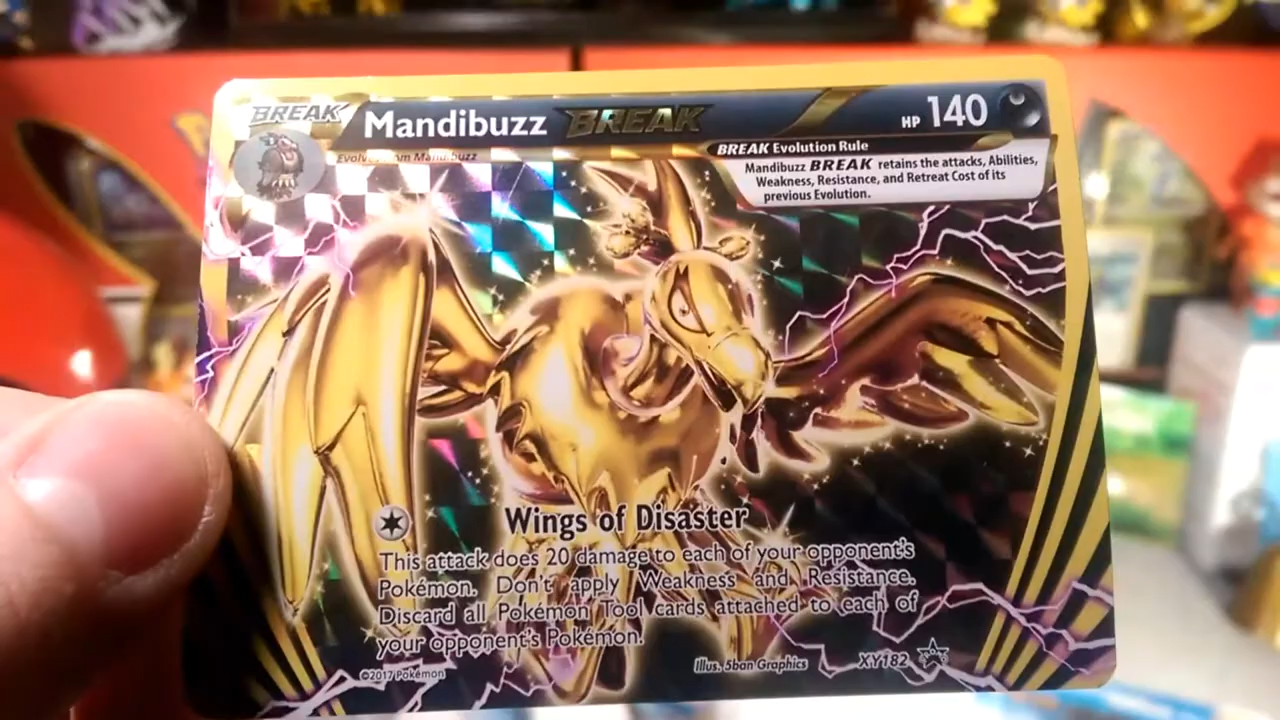 BREAK
Mandibuzz BREAK
HP 140
Evolves from Mandibuzz
BREAK Evolution Rule
Mandibuzz BREAK retains the attacks, Abilities,
Weakness, Resistance, and Retreat Cost of its
previous Evolution.
Wings of Disaster
This attack does 20 damage to each of your opponent's
Pokémon. Don't apply Weakness and Resistance.
Discard all Pokémon Tool cards attached to each of
your opponent's Pokémon.
©2017 Pokémon
Illus. 5ban Graphics
XY182